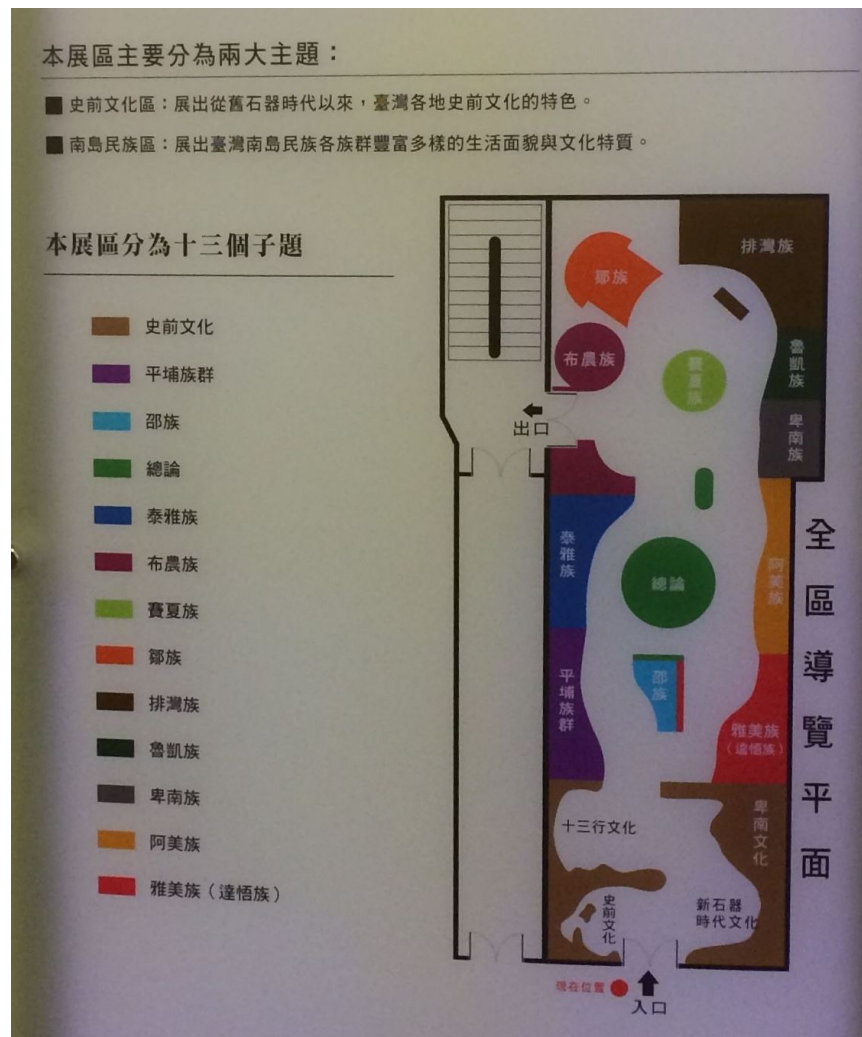 本展區主要分為兩大主題：
■ 史前文化區：展出從舊石器時代以來，臺灣各地史前文化的特色。
■ 南島民族區：展出臺灣南島民族各族群豐富多樣的生活面貌與文化特質。
本展區分為十三個子題
史前文化
平埔族群
邵族
總論
泰雅族
布農族
賽夏族
鄒族
排灣族
魯凱族
卑南族
阿美族
雅美族（達悟族）
排灣族
鄒族
布農族
賽夏族
魯凱族
卑南族
出口
泰雅族
總論
阿美族
平埔族群
邵族
雅美族
（達悟族）
十三行文化
卑南文化
史前文化
新石器
時代文化
現在位置
入口
全區導覽平面